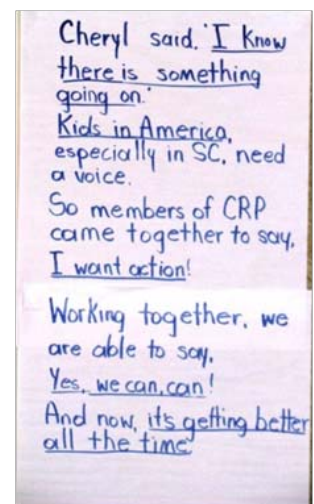 Cheryl said, 'I Know
there is something
going on.'
Kids in America,
especially in SC, need
a voice.
So members of CRP
came together to say,
I want action!
Working together, we
are able to say,
Yes, we can, can!
And now, it's getting better
all the time'